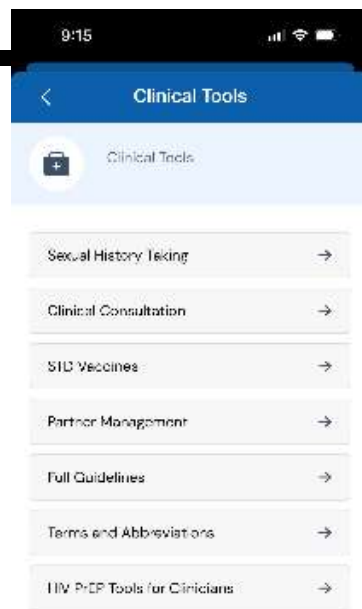 9:15
Clinical Tools
Clinical Tools
Sexual History Taking
Clinical Consultation
STD Vaccines
Partner Management
Full Guidelines
Terms and Abbreviations
HIV PrEP Tools for Clinicians